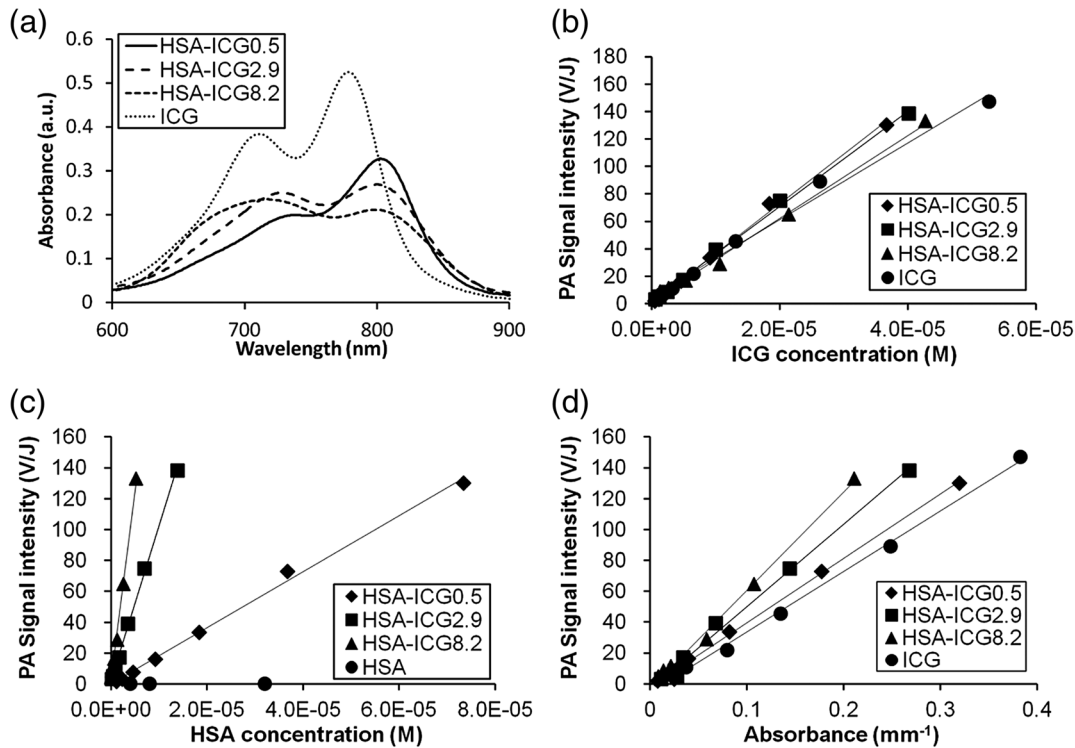 (a)
0.6
0.5
0.4
0.3
0.2
0.1
0
Absorbance (a.u.)
HSA-ICG0.5
HSA-ICG2.9
HSA-ICG8.2
ICG
600
700
800
900
Wavelength (nm)
(b)
180
160
140
120
100
80
60
40
20
0
PA Signal intensity (V/J)
HSA-ICG0.5
HSA-ICG2.9
HSA-ICG8.2
ICG
0.0E+00
2.0E-05
4.0E-05
6.0E-05
ICG concentration (M)
(c)
160
140
120
100
80
60
40
20
0
PA Signal intensity (V/J)
HSA-ICG0.5
HSA-ICG2.9
HSA-ICG8.2
HSA
0.0E+00
2.0E-05
4.0E-05
6.0E-05
8.0E-05
HSA concentration (M)
(d)
160
140
120
100
80
60
40
20
0
PA Signal intensity (V/J)
HSA-ICG0.5
HSA-ICG2.9
HSA-ICG8.2
ICG
0
0.1
0.2
0.3
0.4
Absorbance (mm⁻¹)